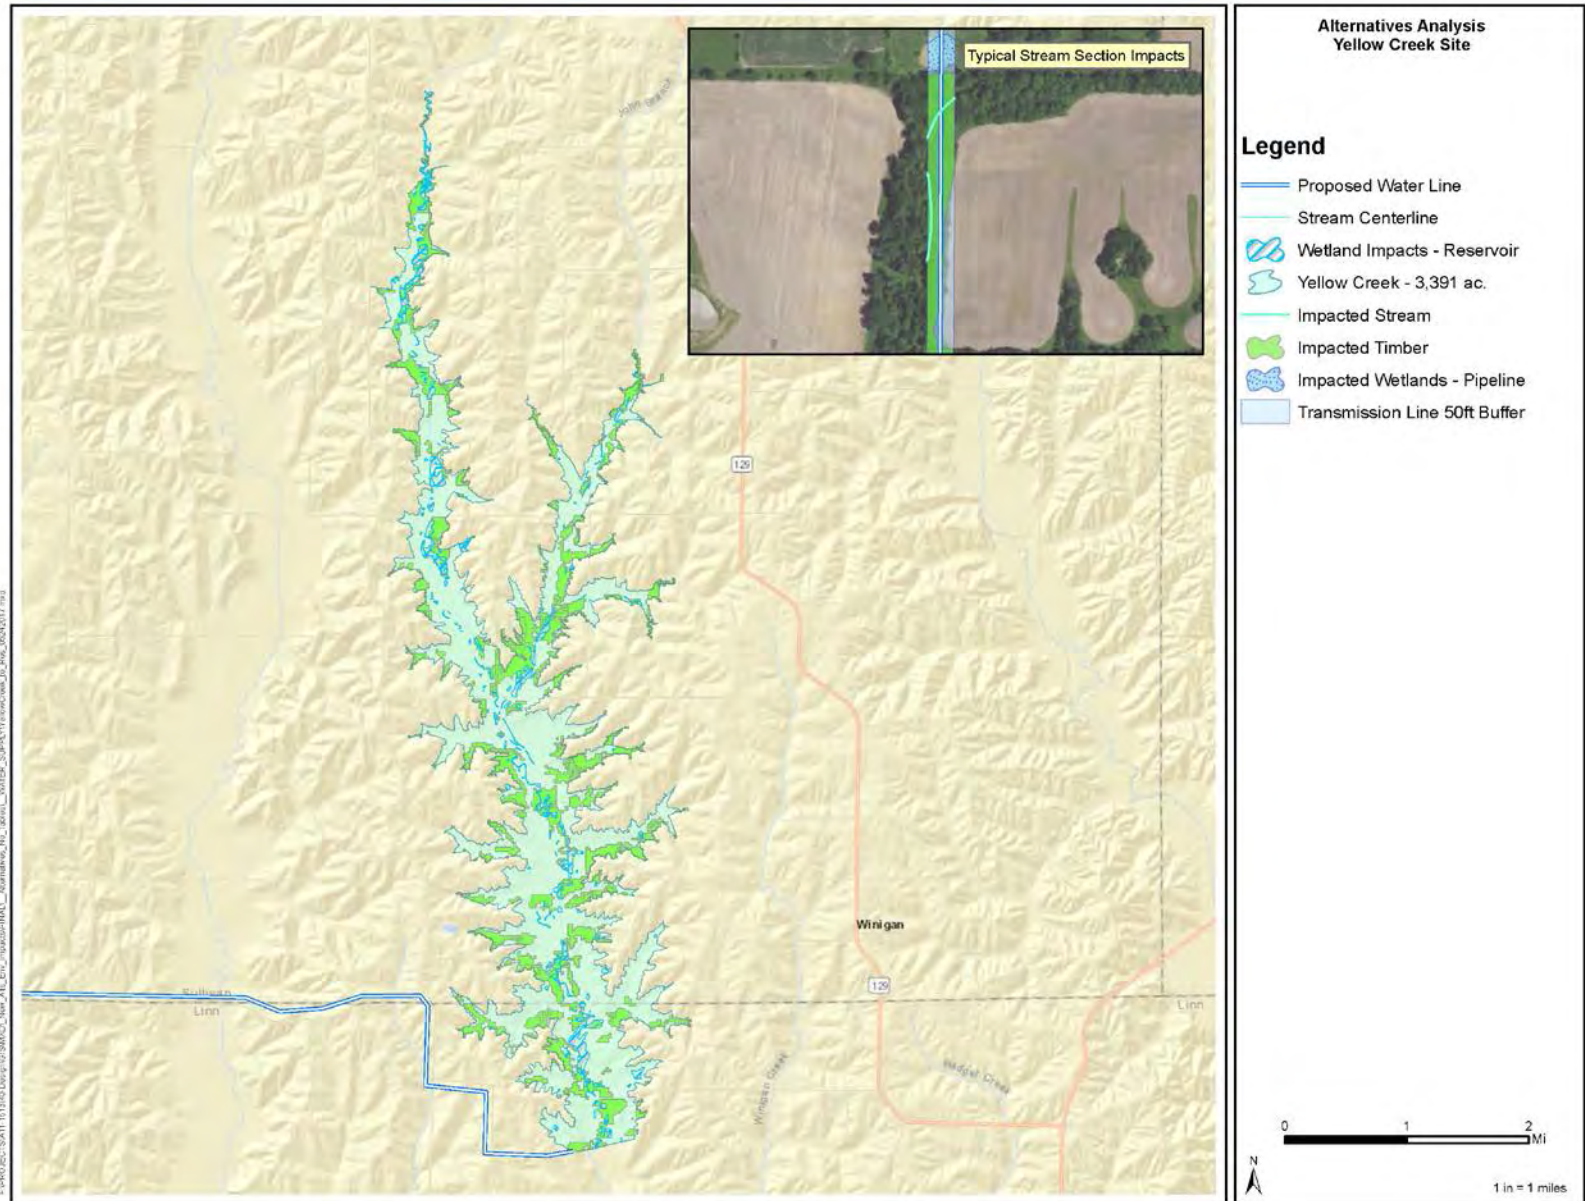 Alternatives Analysis
Yellow Creek Site
Legend
Proposed Water Line
Stream Centerline
Wetland Impacts - Reservoir
Yellow Creek - 3,391 ac.
Impacted Stream
Impacted Timber
Impacted Wetlands - Pipeline
Transmission Line 50ft Buffer
0 1 2
Mi
N
1 in = 1 miles
Typical Stream Section Impacts
John
Branch
129
Winigan
129
Sullivan
Linn
Linn
Winigan Creek
Creek